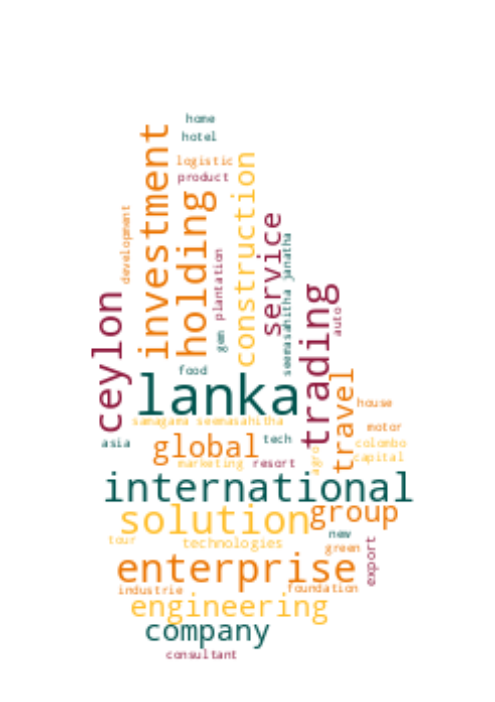 home
hotel
logistic
product
investment
holding
construction
development
plantation
service
seemasahitha janatha
gem
ceylon
trading
auto
food
lanka
travel
house
samagama seemasahitha
motor
asia
global
tech
colombo
marketing
resort
agro
capital
international
solution
group
tour
technologies
new
green
export
enterprise
industrie
foundation
engineering
company
consultant